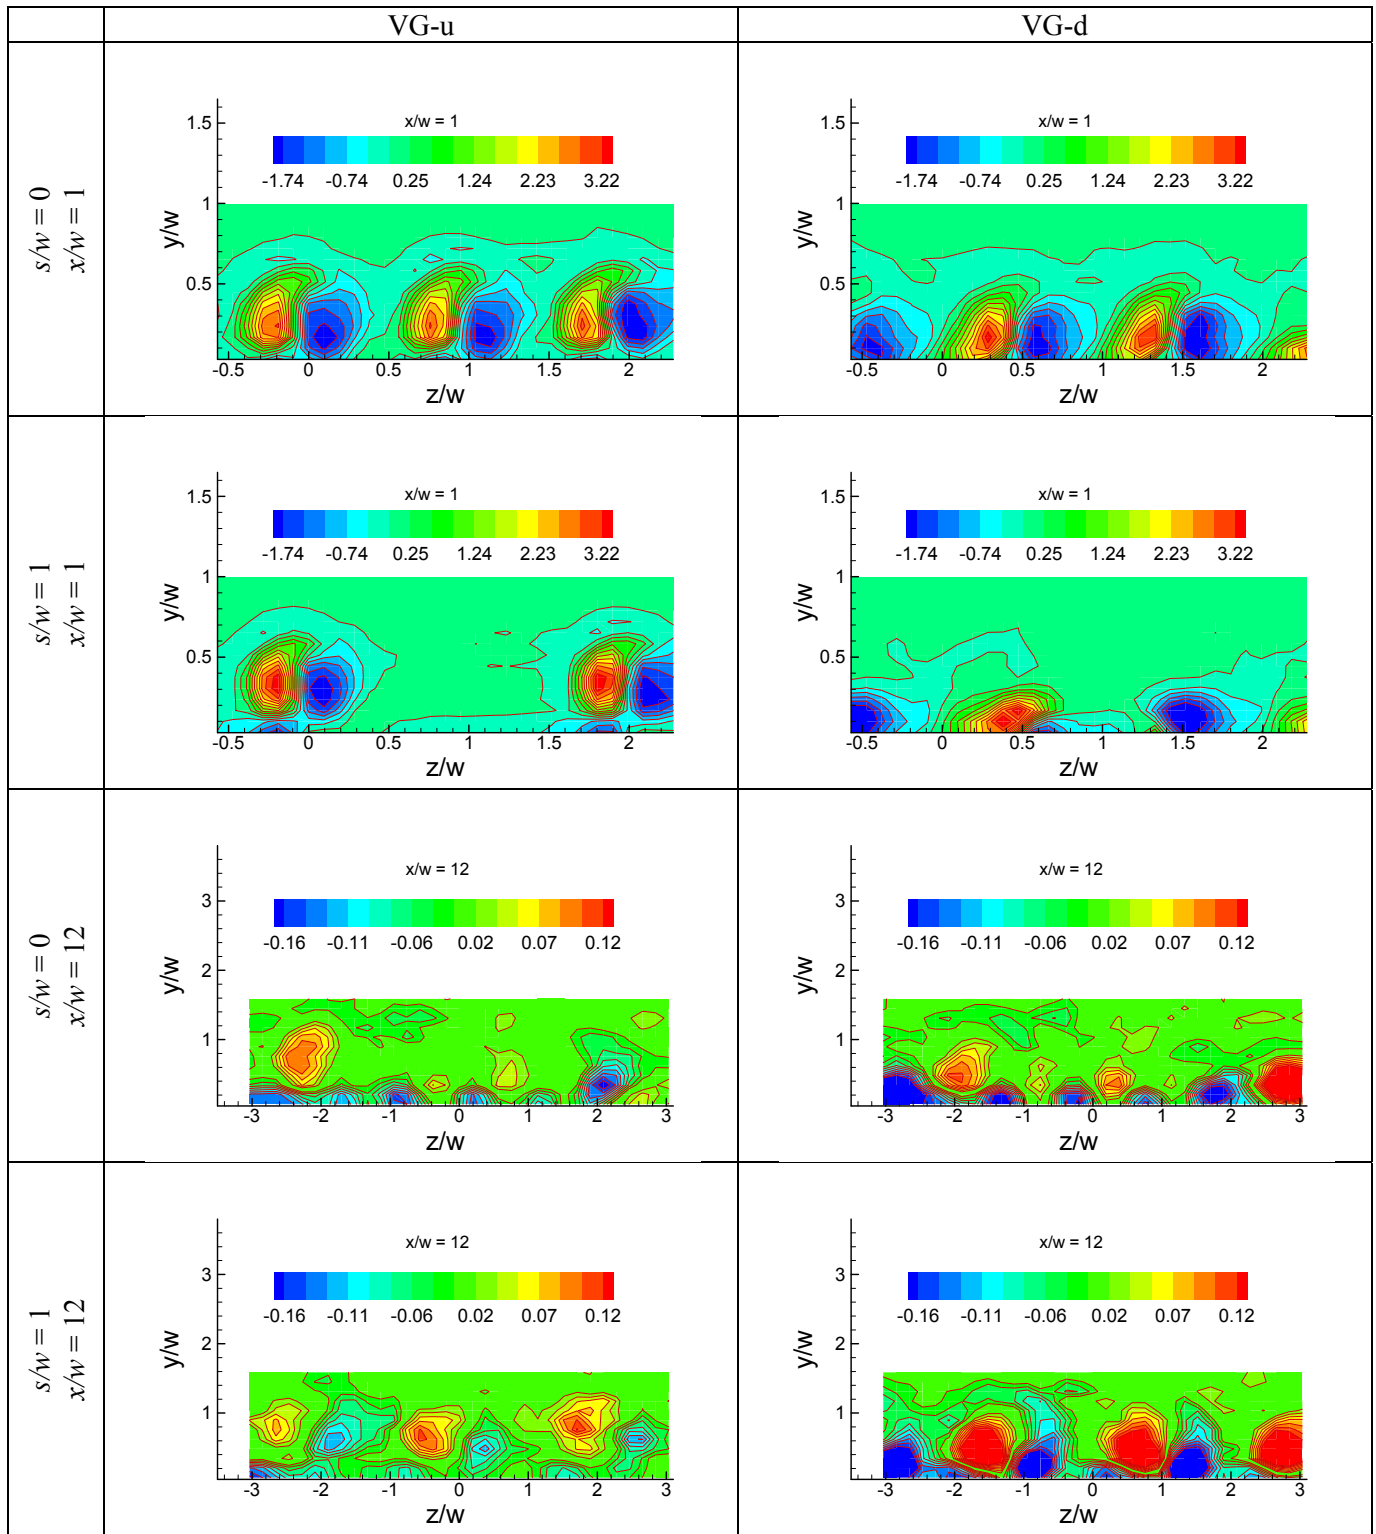 VG-u VG-d
s/w = 0
x/w = 1
x/w = 1
-1.74 -0.74 0.25 1.24 2.23 3.22
y/w
1.5
1
0.5
-0.5 0 0.5 1 1.5 2
z/w
x/w = 1
-1.74 -0.74 0.25 1.24 2.23 3.22
y/w
1.5
1
0.5
-0.5 0 0.5 1 1.5 2
z/w
s/w = 1
x/w = 1
x/w = 1
-1.74 -0.74 0.25 1.24 2.23 3.22
y/w
1.5
1
0.5
-0.5 0 0.5 1 1.5 2
z/w
x/w = 1
-1.74 -0.74 0.25 1.24 2.23 3.22
y/w
1.5
1
0.5
-0.5 0 0.5 1 1.5 2
z/w
s/w = 0
x/w = 12
x/w = 12
-0.16 -0.11 -0.06 0.02 0.07 0.12
y/w
3
2
1
0
-3 -2 -1 0 1 2 3
z/w
x/w = 12
-0.16 -0.11 -0.06 0.02 0.07 0.12
y/w
3
2
1
0
-3 -2 -1 0 1 2 3
z/w
s/w = 1
x/w = 12
x/w = 12
-0.16 -0.11 -0.06 0.02 0.07 0.12
y/w
3
2
1
0
-3 -2 -1 0 1 2 3
z/w
x/w = 12
-0.16 -0.11 -0.06 0.02 0.07 0.12
y/w
3
2
1
0
-3 -2 -1 0 1 2 3
z/w